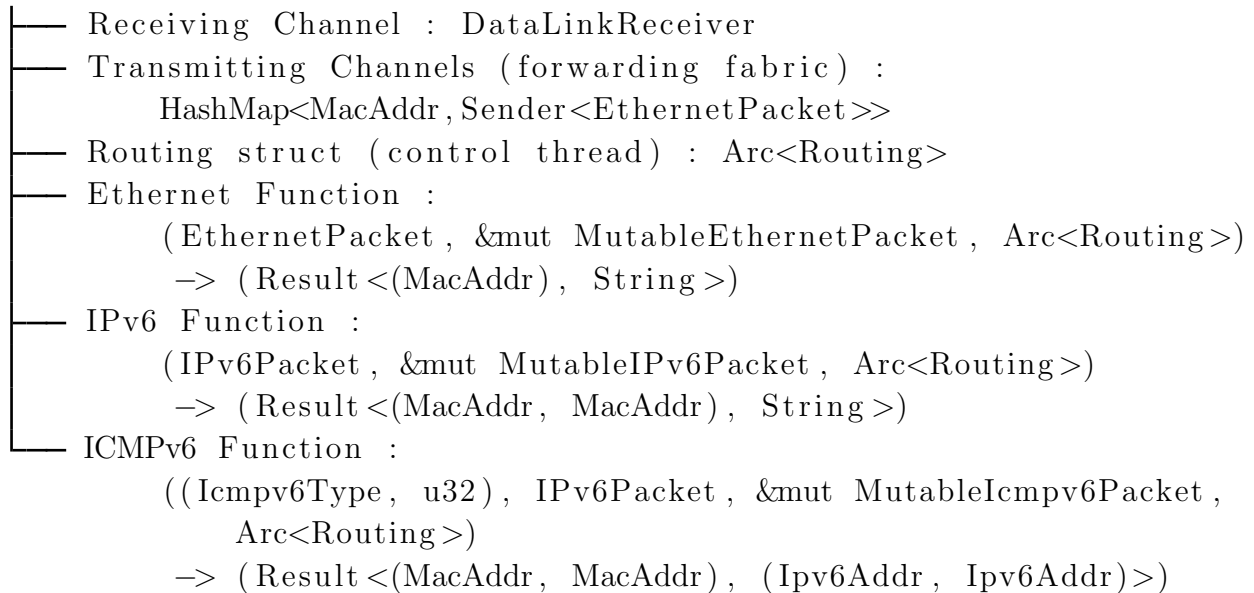 ├── Receiving Channel : DataLinkReceiver
├── Transmitting Channels (forwarding fabric) :
HashMap<MacAddr,Sender<EthernetPacket>>
├── Routing struct (control thread) : Arc<Routing>
├── Ethernet Function :
(EthernetPacket, &mut MutableEthernetPacket, Arc<Routing>)
-> (Result<(MacAddr), String>)
├── IPv6 Function :
(IPv6Packet, &mut MutableIPv6Packet, Arc<Routing>)
-> (Result<(MacAddr, MacAddr), String>)
└── ICMPv6 Function :
((Icmpv6Type, u32), IPv6Packet, &mut MutableIcmpv6Packet,
Arc<Routing>)
-> (Result<(MacAddr, MacAddr), (Ipv6Addr, Ipv6Addr)>)